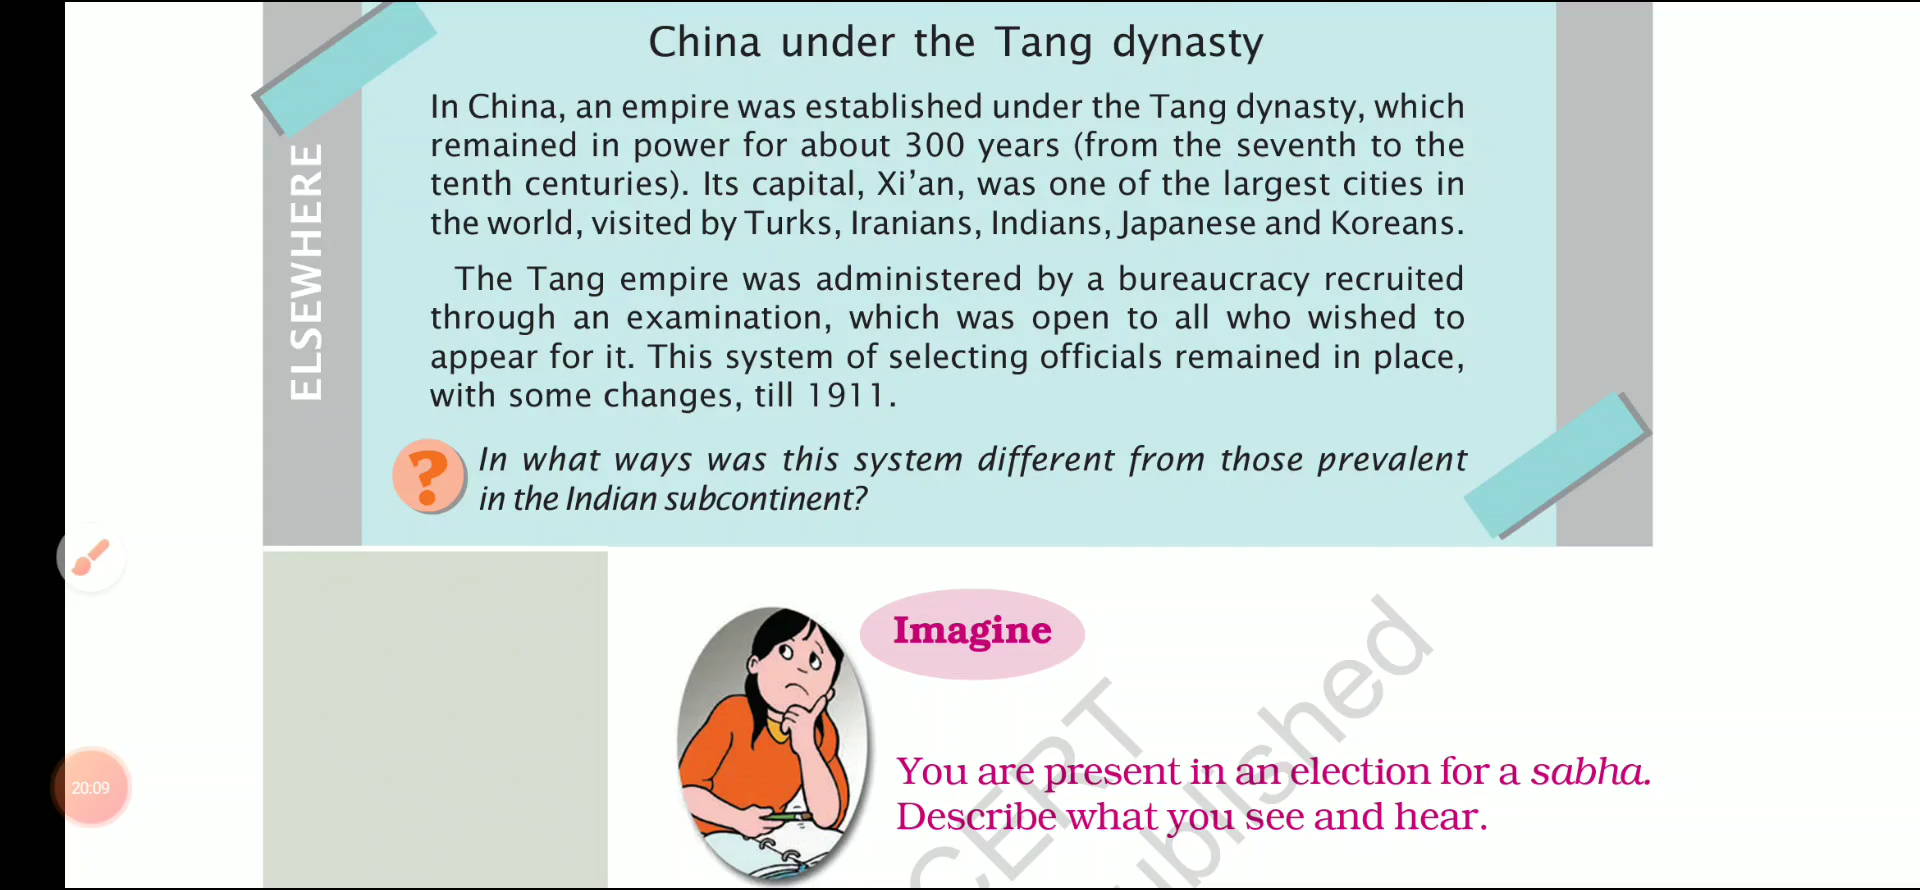 China under the Tang dynasty
In China, an empire was established under the Tang dynasty, which
remained in power for about 300 years (from the seventh to the
tenth centuries). Its capital, Xi’an, was one of the largest cities in
the world, visited by Turks, Iranians, Indians, Japanese and Koreans.
The Tang empire was administered by a bureaucracy recruited
through an examination, which was open to all who wished to
appear for it. This system of selecting officials remained in place,
with some changes, till 1911.
ELSEWHERE
?
In what ways was this system different from those prevalent
in the Indian subcontinent?
Imagine
You are present in an election for a sabha.
Describe what you see and hear.
20:09
CERT
ublished